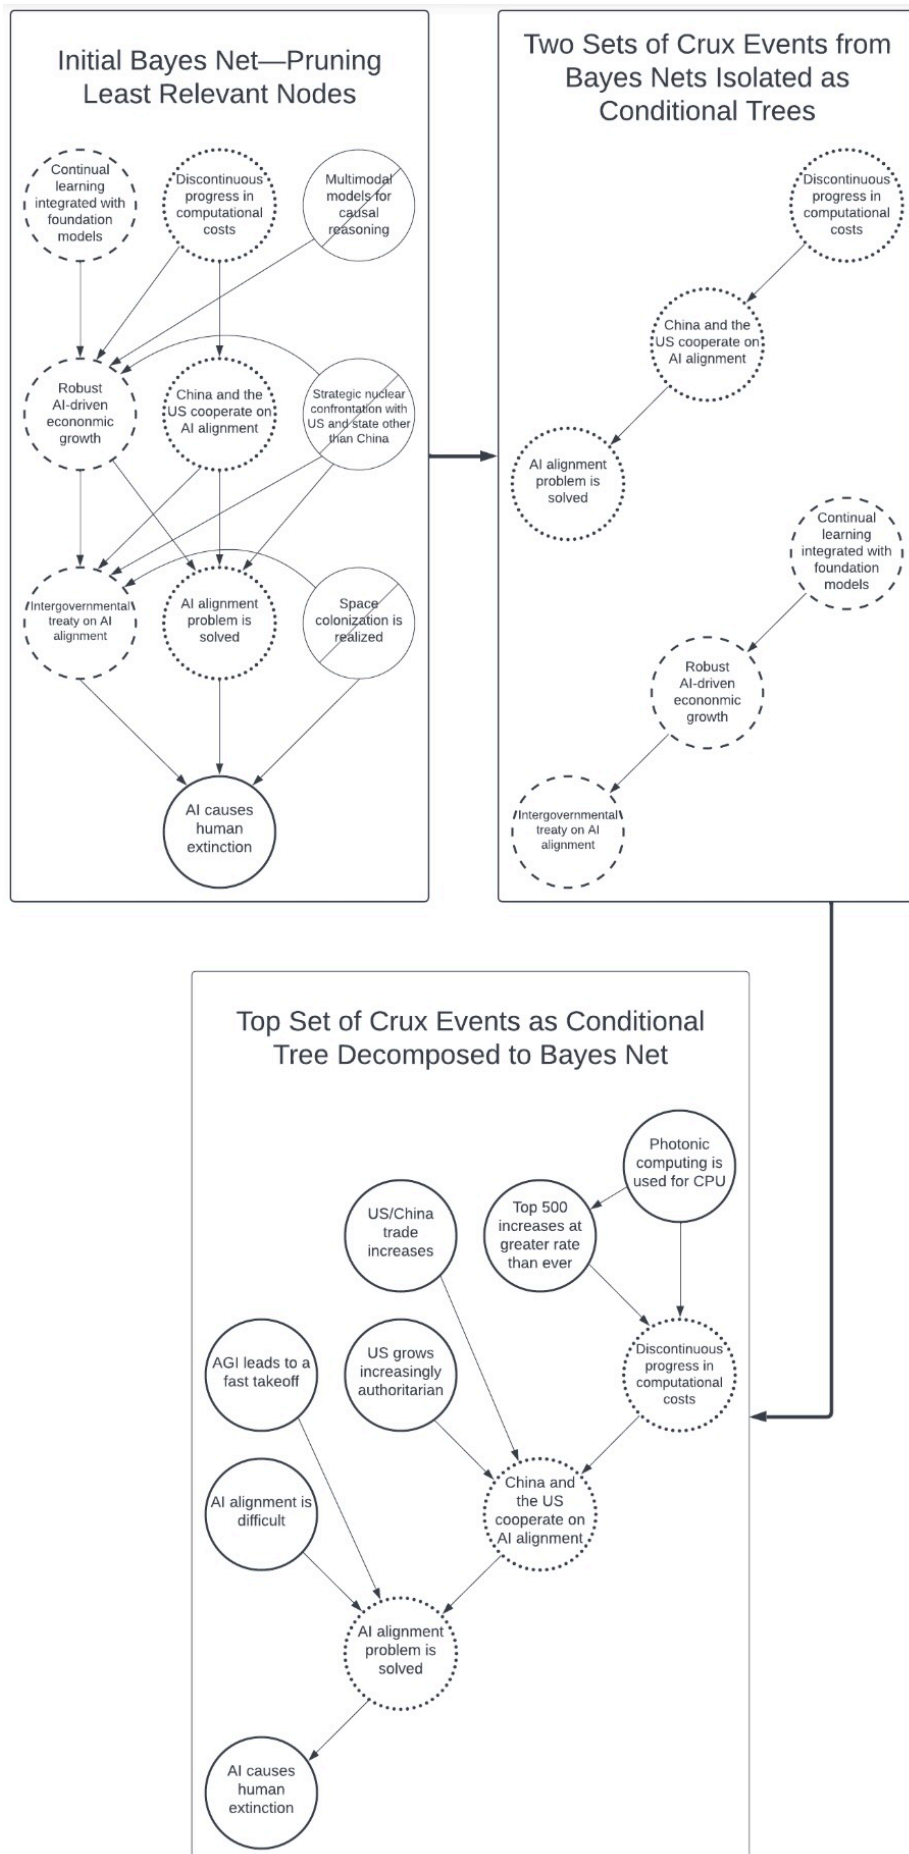 Initial Bayes Net—Pruning
Least Relevant Nodes
Continual
learning
integrated with
foundation
models
Discontinuous
progress in
computational
costs
Multimodal
models for
causal
reasoning
Robust
AI-driven
econonmic
growth
China and the
US cooperate on
AI alignment
Strategic nuclear
confrontation with
US and state other
than China
Intergovernmental
treaty on AI
alignment
AI alignment
problem is
solved
Space
colonization is
realized
AI causes
human
extinction
Two Sets of Crux Events from
Bayes Nets Isolated as
Conditional Trees
Discontinuous
progress in
computational
costs
China and the
US cooperate on
AI alignment
AI alignment
problem is
solved
Continual
learning
integrated with
foundation
models
Robust
AI-driven
econonmic
growth
Intergovernmental
treaty on AI
alignment
Top Set of Crux Events as Conditional
Tree Decomposed to Bayes Net
Photonic
computing is
used for CPU
US/China
trade
increases
Top 500
increases at
greater rate
than ever
AGI leads to a
fast takeoff
US grows
increasingly
authoritarian
Discontinuous
progress in
computational
costs
AI alignment is
difficult
China and
the US
cooperate on
AI alignment
AI alignment
problem is
solved
AI causes
human
extinction